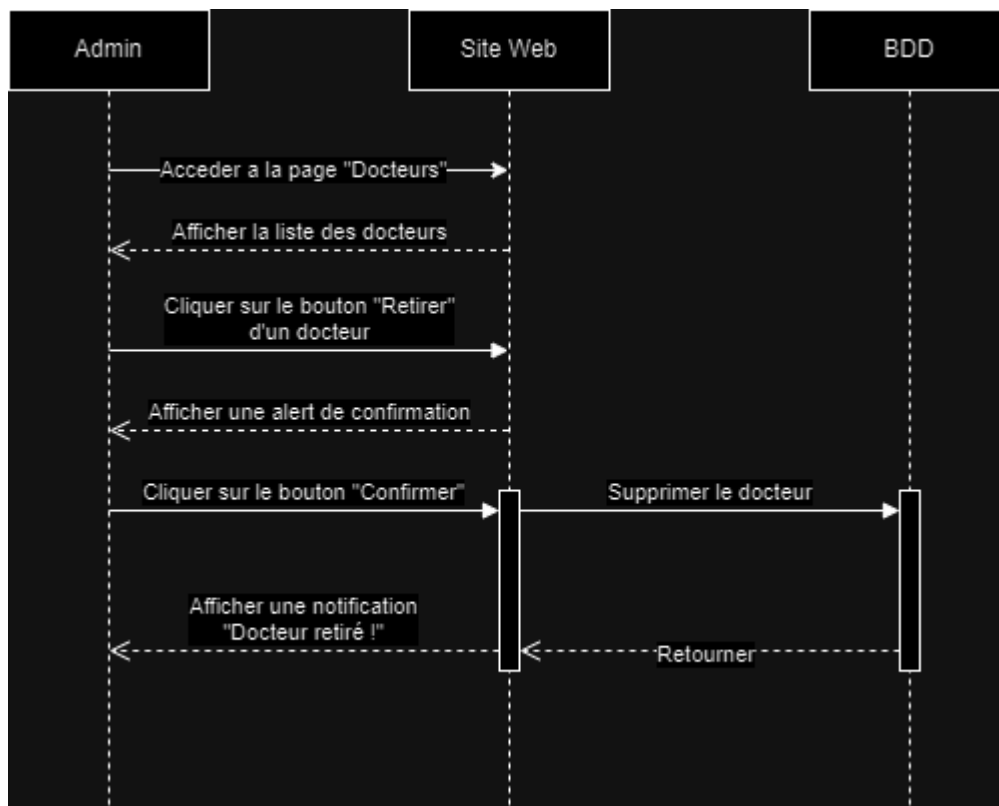 Admin
Site Web
BDD
Acceder a la page "Docteurs"
Afficher la liste des docteurs
Cliquer sur le bouton "Retirer"
d'un docteur
Afficher une alert de confirmation
Cliquer sur le bouton "Confirmer"
Supprimer le docteur
Afficher une notification
"Docteur retiré !"
Retourner